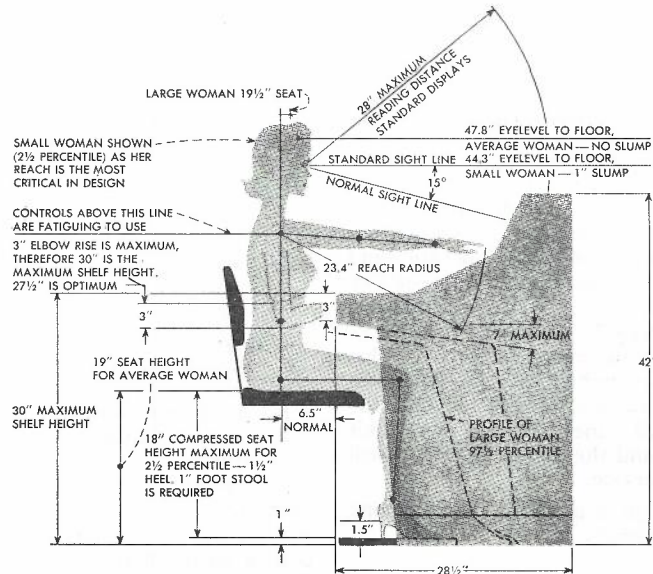 LARGE WOMAN 19½" SEAT
28" MAXIMUM
READING DISTANCE
STANDARD DISPLAYS
SMALL WOMAN SHOWN
(2½ PERCENTILE) AS HER
REACH IS THE MOST
CRITICAL IN DESIGN
47.8" EYELEVEL TO FLOOR,
AVERAGE WOMAN — NO SLUMP
STANDARD SIGHT LINE
44.3" EYELEVEL TO FLOOR,
SMALL WOMAN — 1" SLUMP
15°
NORMAL SIGHT LINE
CONTROLS ABOVE THIS LINE
ARE FATIGUING TO USE
3" ELBOW RISE IS MAXIMUM,
THEREFORE 30" IS THE
MAXIMUM SHELF HEIGHT.
27½" IS OPTIMUM
23.4" REACH RADIUS
3"
3"
7" MAXIMUM
42
19" SEAT HEIGHT
FOR AVERAGE WOMAN
30" MAXIMUM
SHELF HEIGHT
6.5"
NORMAL
18" COMPRESSED SEAT
HEIGHT MAXIMUM FOR
2½ PERCENTILE — 1½"
HEEL. 1" FOOT STOOL
IS REQUIRED
PROFILE OF
LARGE WOMAN
97½ PERCENTILE
1"
1.5"
28½"